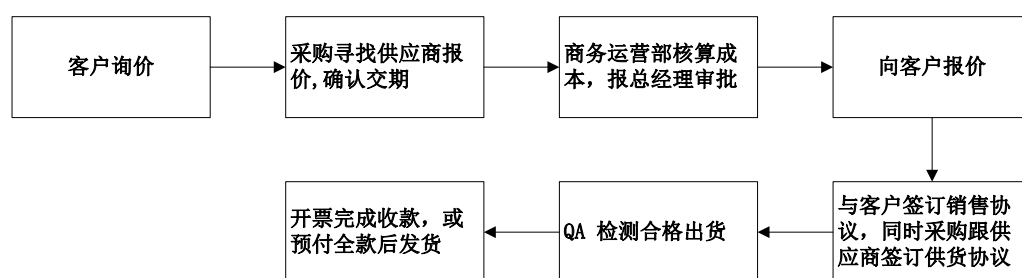 客户询价
采购寻找供应商报
价,确认交期
商务运营部核算成
本，报总经理审批
向客户报价
与客户签订销售协
议，同时采购跟供
应商签订供货协议
QA 检测合格出货
开票完成收款，或
预付全款后发货